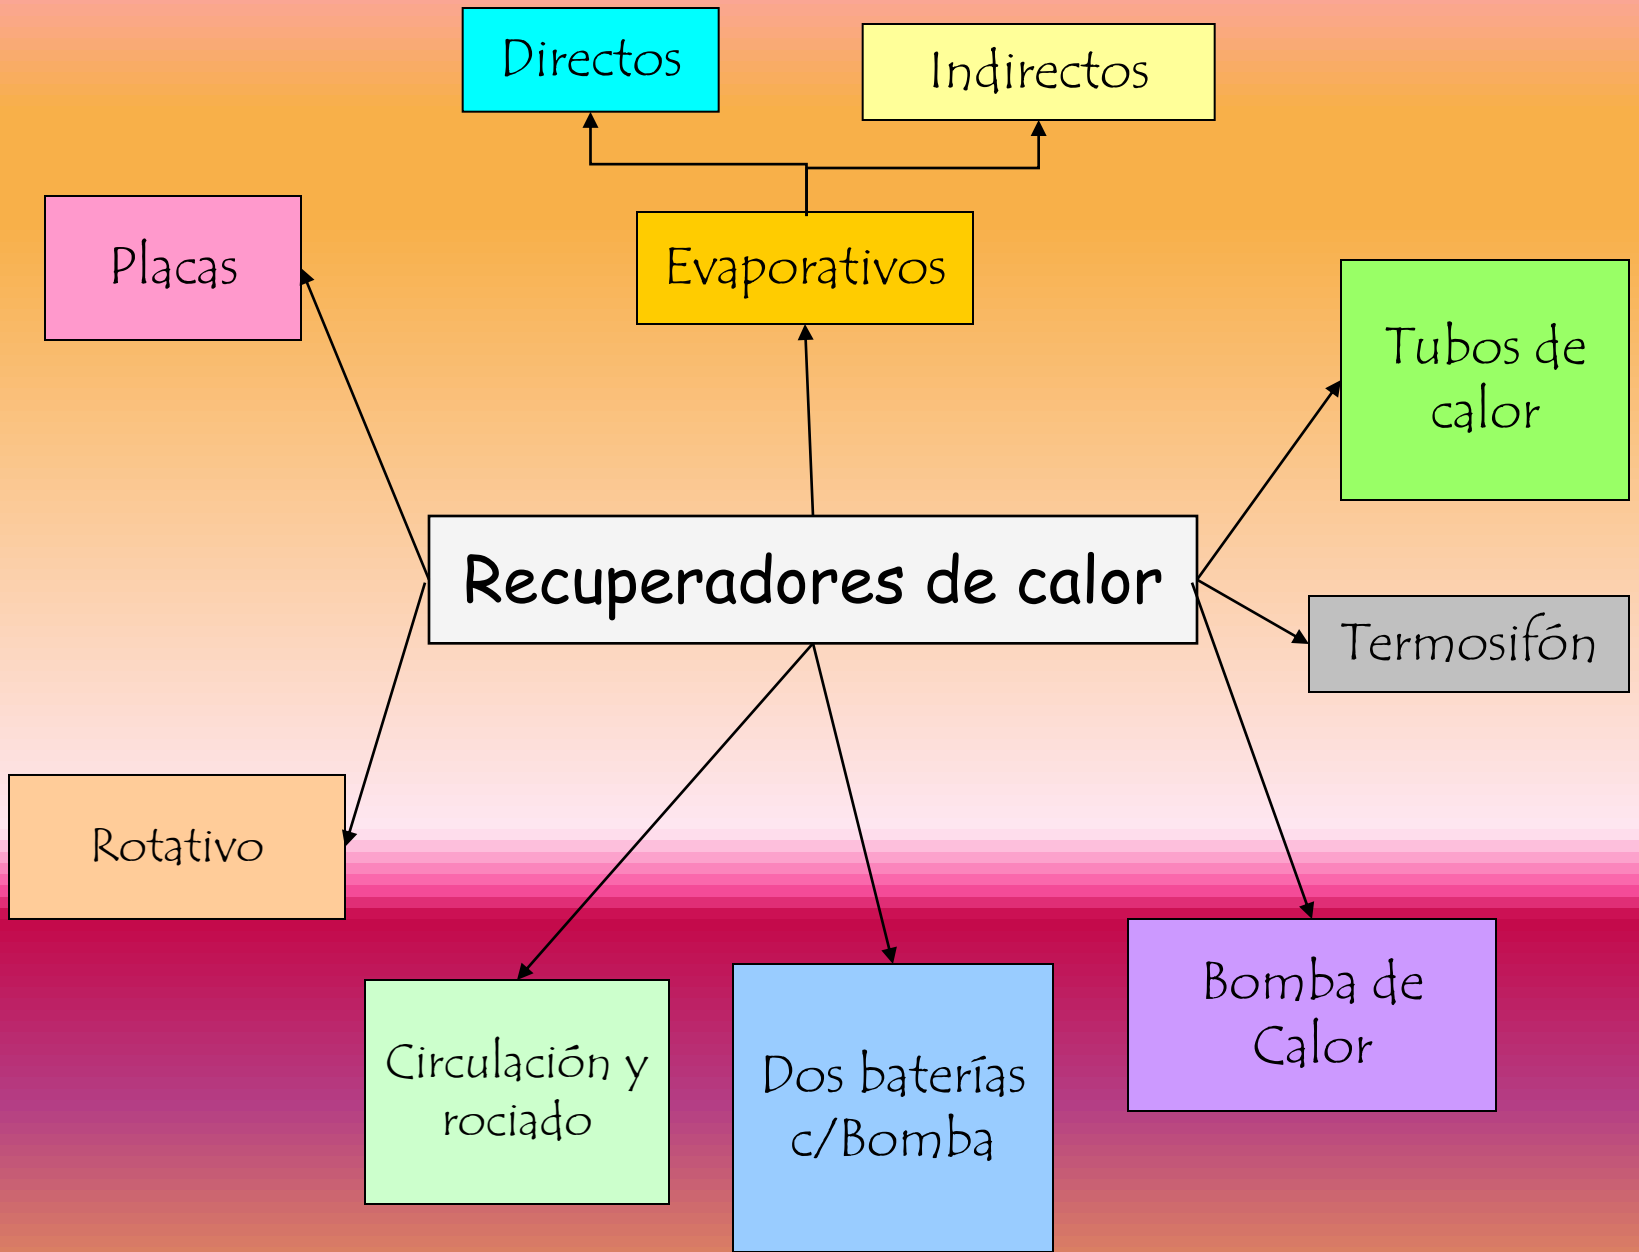 Directos
Indirectos
Placas
Evaporativos
Tubos de
calor
Recuperadores de calor
Termosifón
Rotativo
Circulación y
rociado
Dos baterías
c/Bomba
Bomba de
Calor